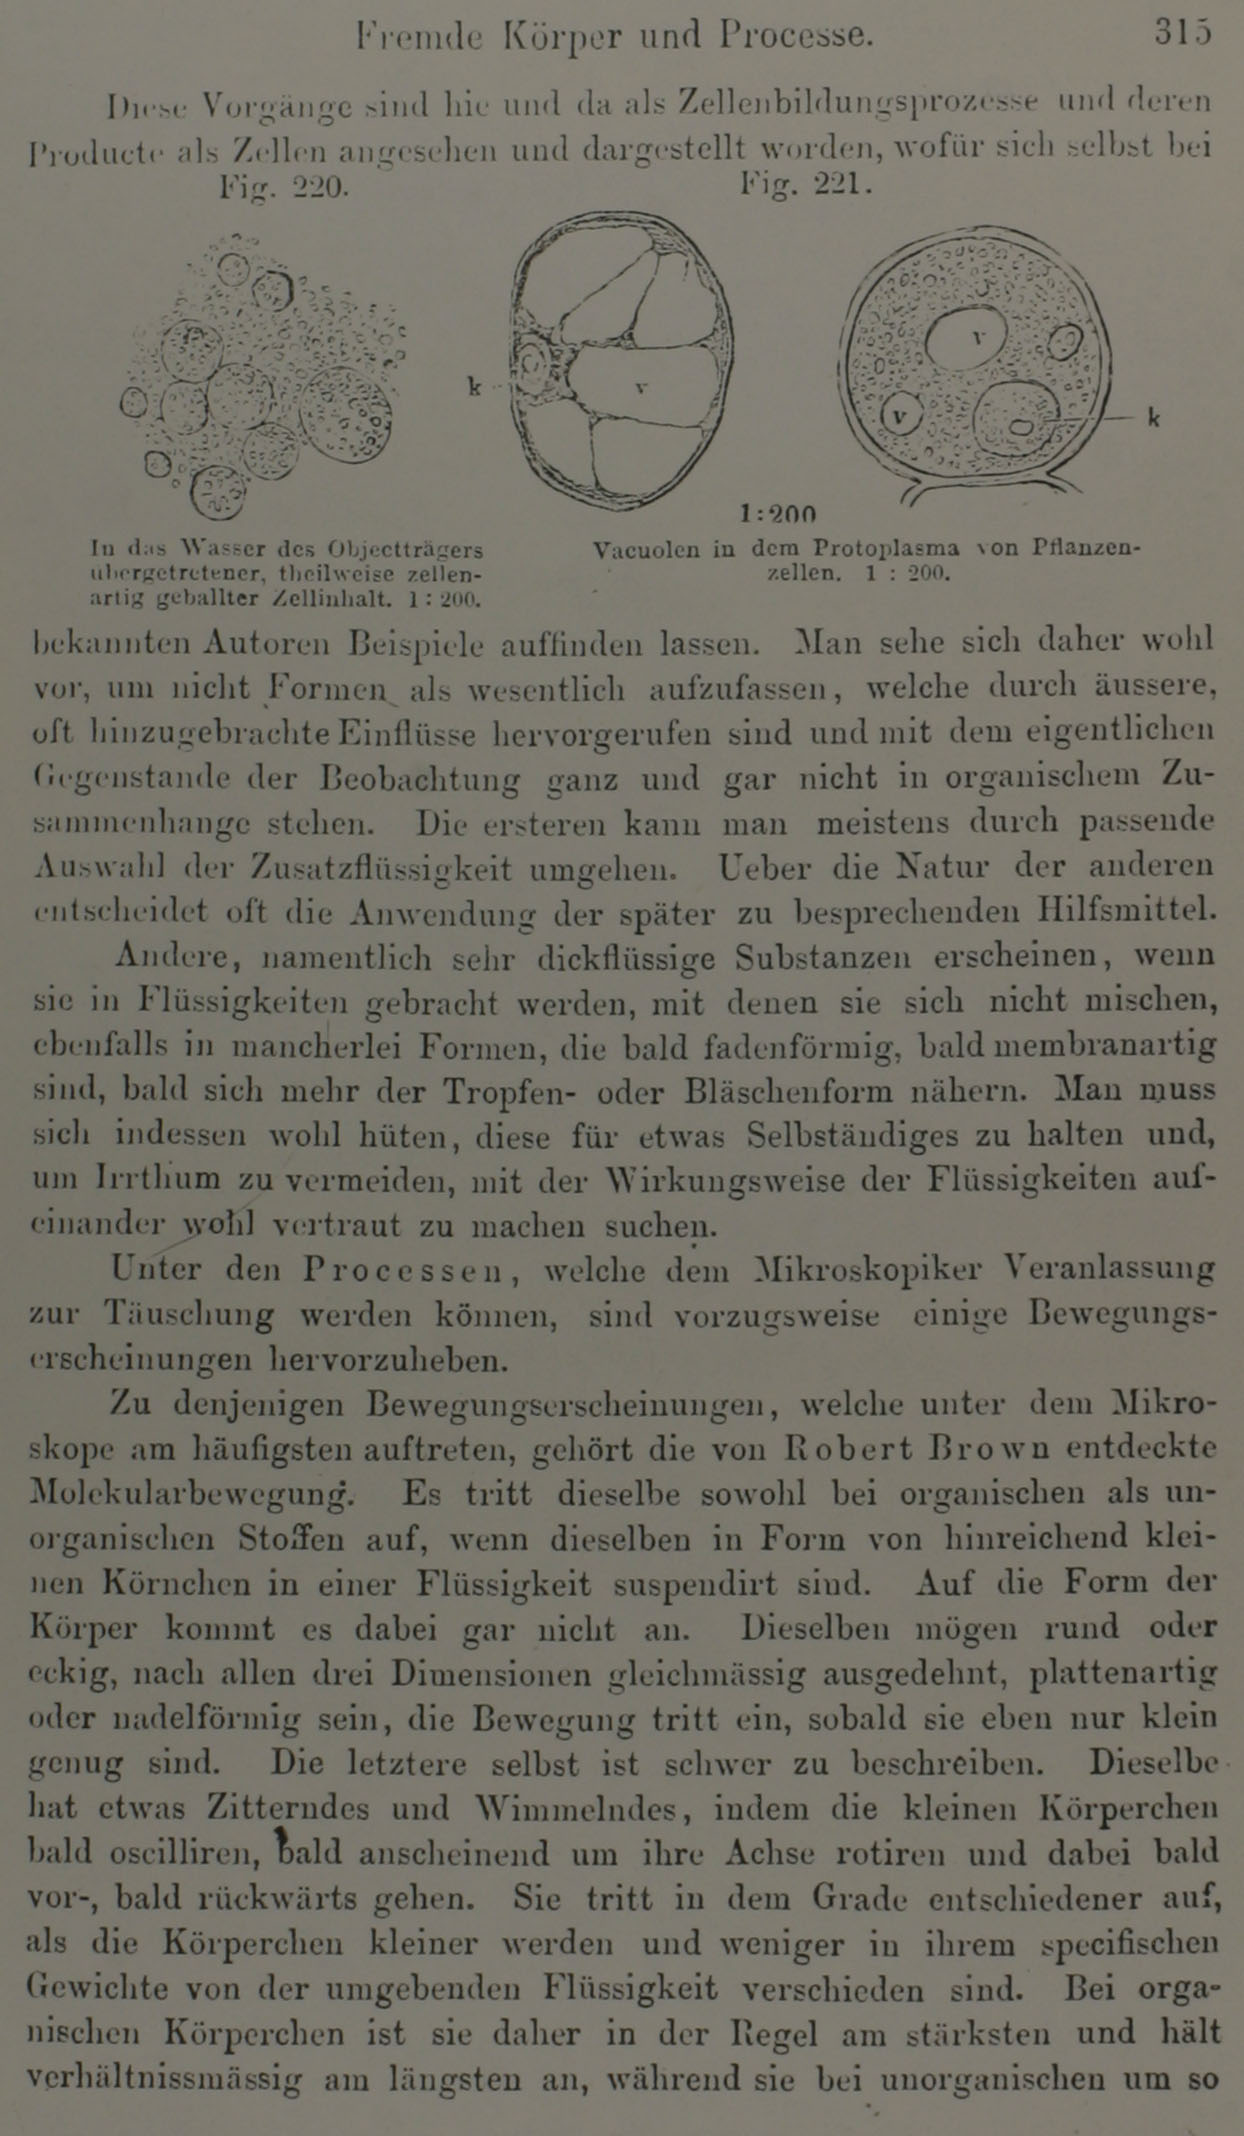 Fremde Körper und Processe. 315
Diese Vorgänge sind hie und da als Zellenbildungsprozesse und deren
Producte als Zellen angesehen und dargestellt worden, wofür sich selbst bei
Fig. 220. Fig. 221.
k v v v k
1:200
In das Wasser des Objectträgers
übergetretener, theilweise zellen-
artig geballter Zellinhalt. 1 : 200.
Vacuolen in dem Protoplasma von Pflanzen-
zellen. 1 : 200.
bekannten Autoren Beispiele auffinden lassen. Man sehe sich daher wohl
vor, um nicht Formen als wesentlich aufzufassen, welche durch äussere,
oft hinzugebrachte Einflüsse hervorgerufen sind und mit dem eigentlichen
Gegenstande der Beobachtung ganz und gar nicht in organischem Zu-
sammenhange stehen. Die ersteren kann man meistens durch passende
Auswahl der Zusatzflüssigkeit umgehen. Ueber die Natur der anderen
entscheidet oft die Anwendung der später zu besprechenden Hilfsmittel.
Andere, namentlich sehr dickflüssige Substanzen erscheinen, wenn
sie in Flüssigkeiten gebracht werden, mit denen sie sich nicht mischen,
ebenfalls in mancherlei Formen, die bald fadenförmig, bald membranartig
sind, bald sich mehr der Tropfen- oder Bläschenform nähern. Man muss
sich indessen wohl hüten, diese für etwas Selbständiges zu halten und,
um Irrthum zu vermeiden, mit der Wirkungsweise der Flüssigkeiten auf-
einander wohl vertraut zu machen suchen.
Unter den Processen, welche dem Mikroskopiker Veranlassung
zur Täuschung werden können, sind vorzugsweise einige Bewegungs-
erscheinungen hervorzuheben.
Zu denjenigen Bewegungserscheinungen, welche unter dem Mikro-
skope am häufigsten auftreten, gehört die von Robert Brown entdeckte
Molekularbewegung. Es tritt dieselbe sowohl bei organischen als un-
organischen Stoffen auf, wenn dieselben in Form von hinreichend klei-
nen Körnchen in einer Flüssigkeit suspendirt sind. Auf die Form der
Körper kommt es dabei gar nicht an. Dieselben mögen rund oder
eckig, nach allen drei Dimensionen gleichmässig ausgedehnt, plattenartig
oder nadelförmig sein, die Bewegung tritt ein, sobald sie eben nur klein
genug sind. Die letztere selbst ist schwer zu beschreiben. Dieselbe
hat etwas Zitterndes und Wimmelndes, indem die kleinen Körperchen
bald oscilliren, bald anscheinend um ihre Achse rotiren und dabei bald
vor-, bald rückwärts gehen. Sie tritt in dem Grade entschiedener auf,
als die Körperchen kleiner werden und weniger in ihrem specifischen
Gewichte von der umgebenden Flüssigkeit verschieden sind. Bei orga-
nischen Körperchen ist sie daher in der Regel am stärksten und hält
verhältnissmässig am längsten an, während sie bei unorganischen um so